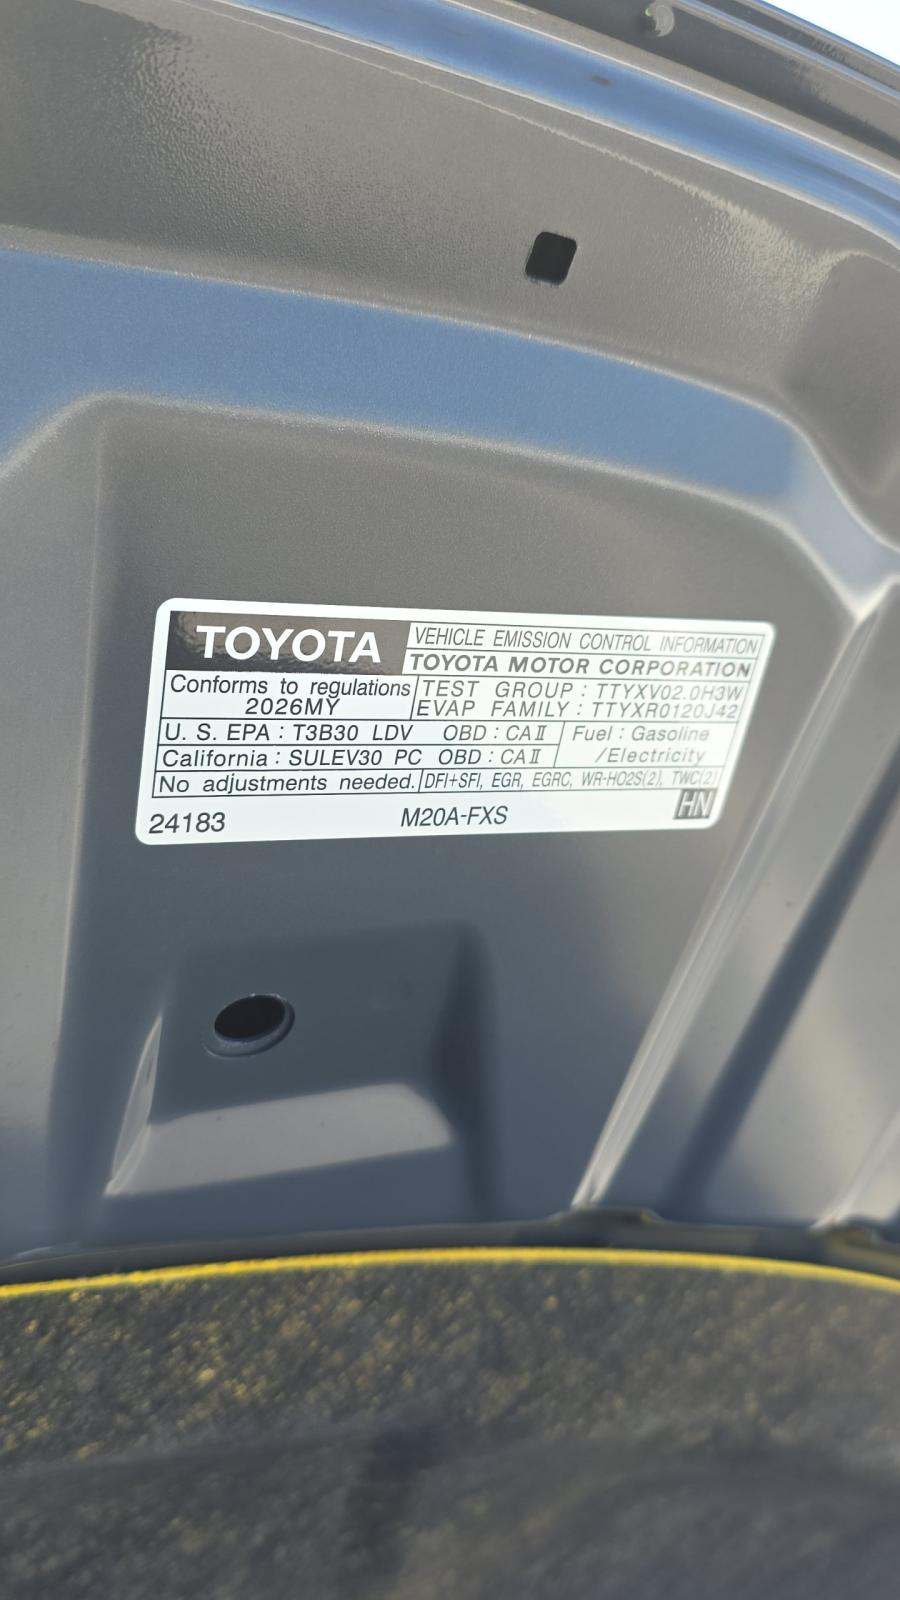 TOYOTA
VEHICLE EMISSION CONTROL INFORMATION
TOYOTA MOTOR CORPORATION
Conforms to regulations
2026MY
TEST GROUP : TTYXV02.0H3W
EVAP FAMILY : TTYXR0120J42
U. S. EPA : T3B30 LDV OBD : CAⅡ
California : SULEV30 PC OBD : CAⅡ
Fuel : Gasoline
/Electricity
No adjustments needed.
DFI+SFI, EGR, EGRC, WR-HO2S(2), TWC(2)
HN
24183
M20A-FXS